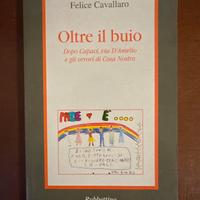 Felice Cavallaro
Oltre il buio
Dopo Capaci, via D'Amelio
e gli orrori di Cosa Nostra
PACE È ....
Rubbettino